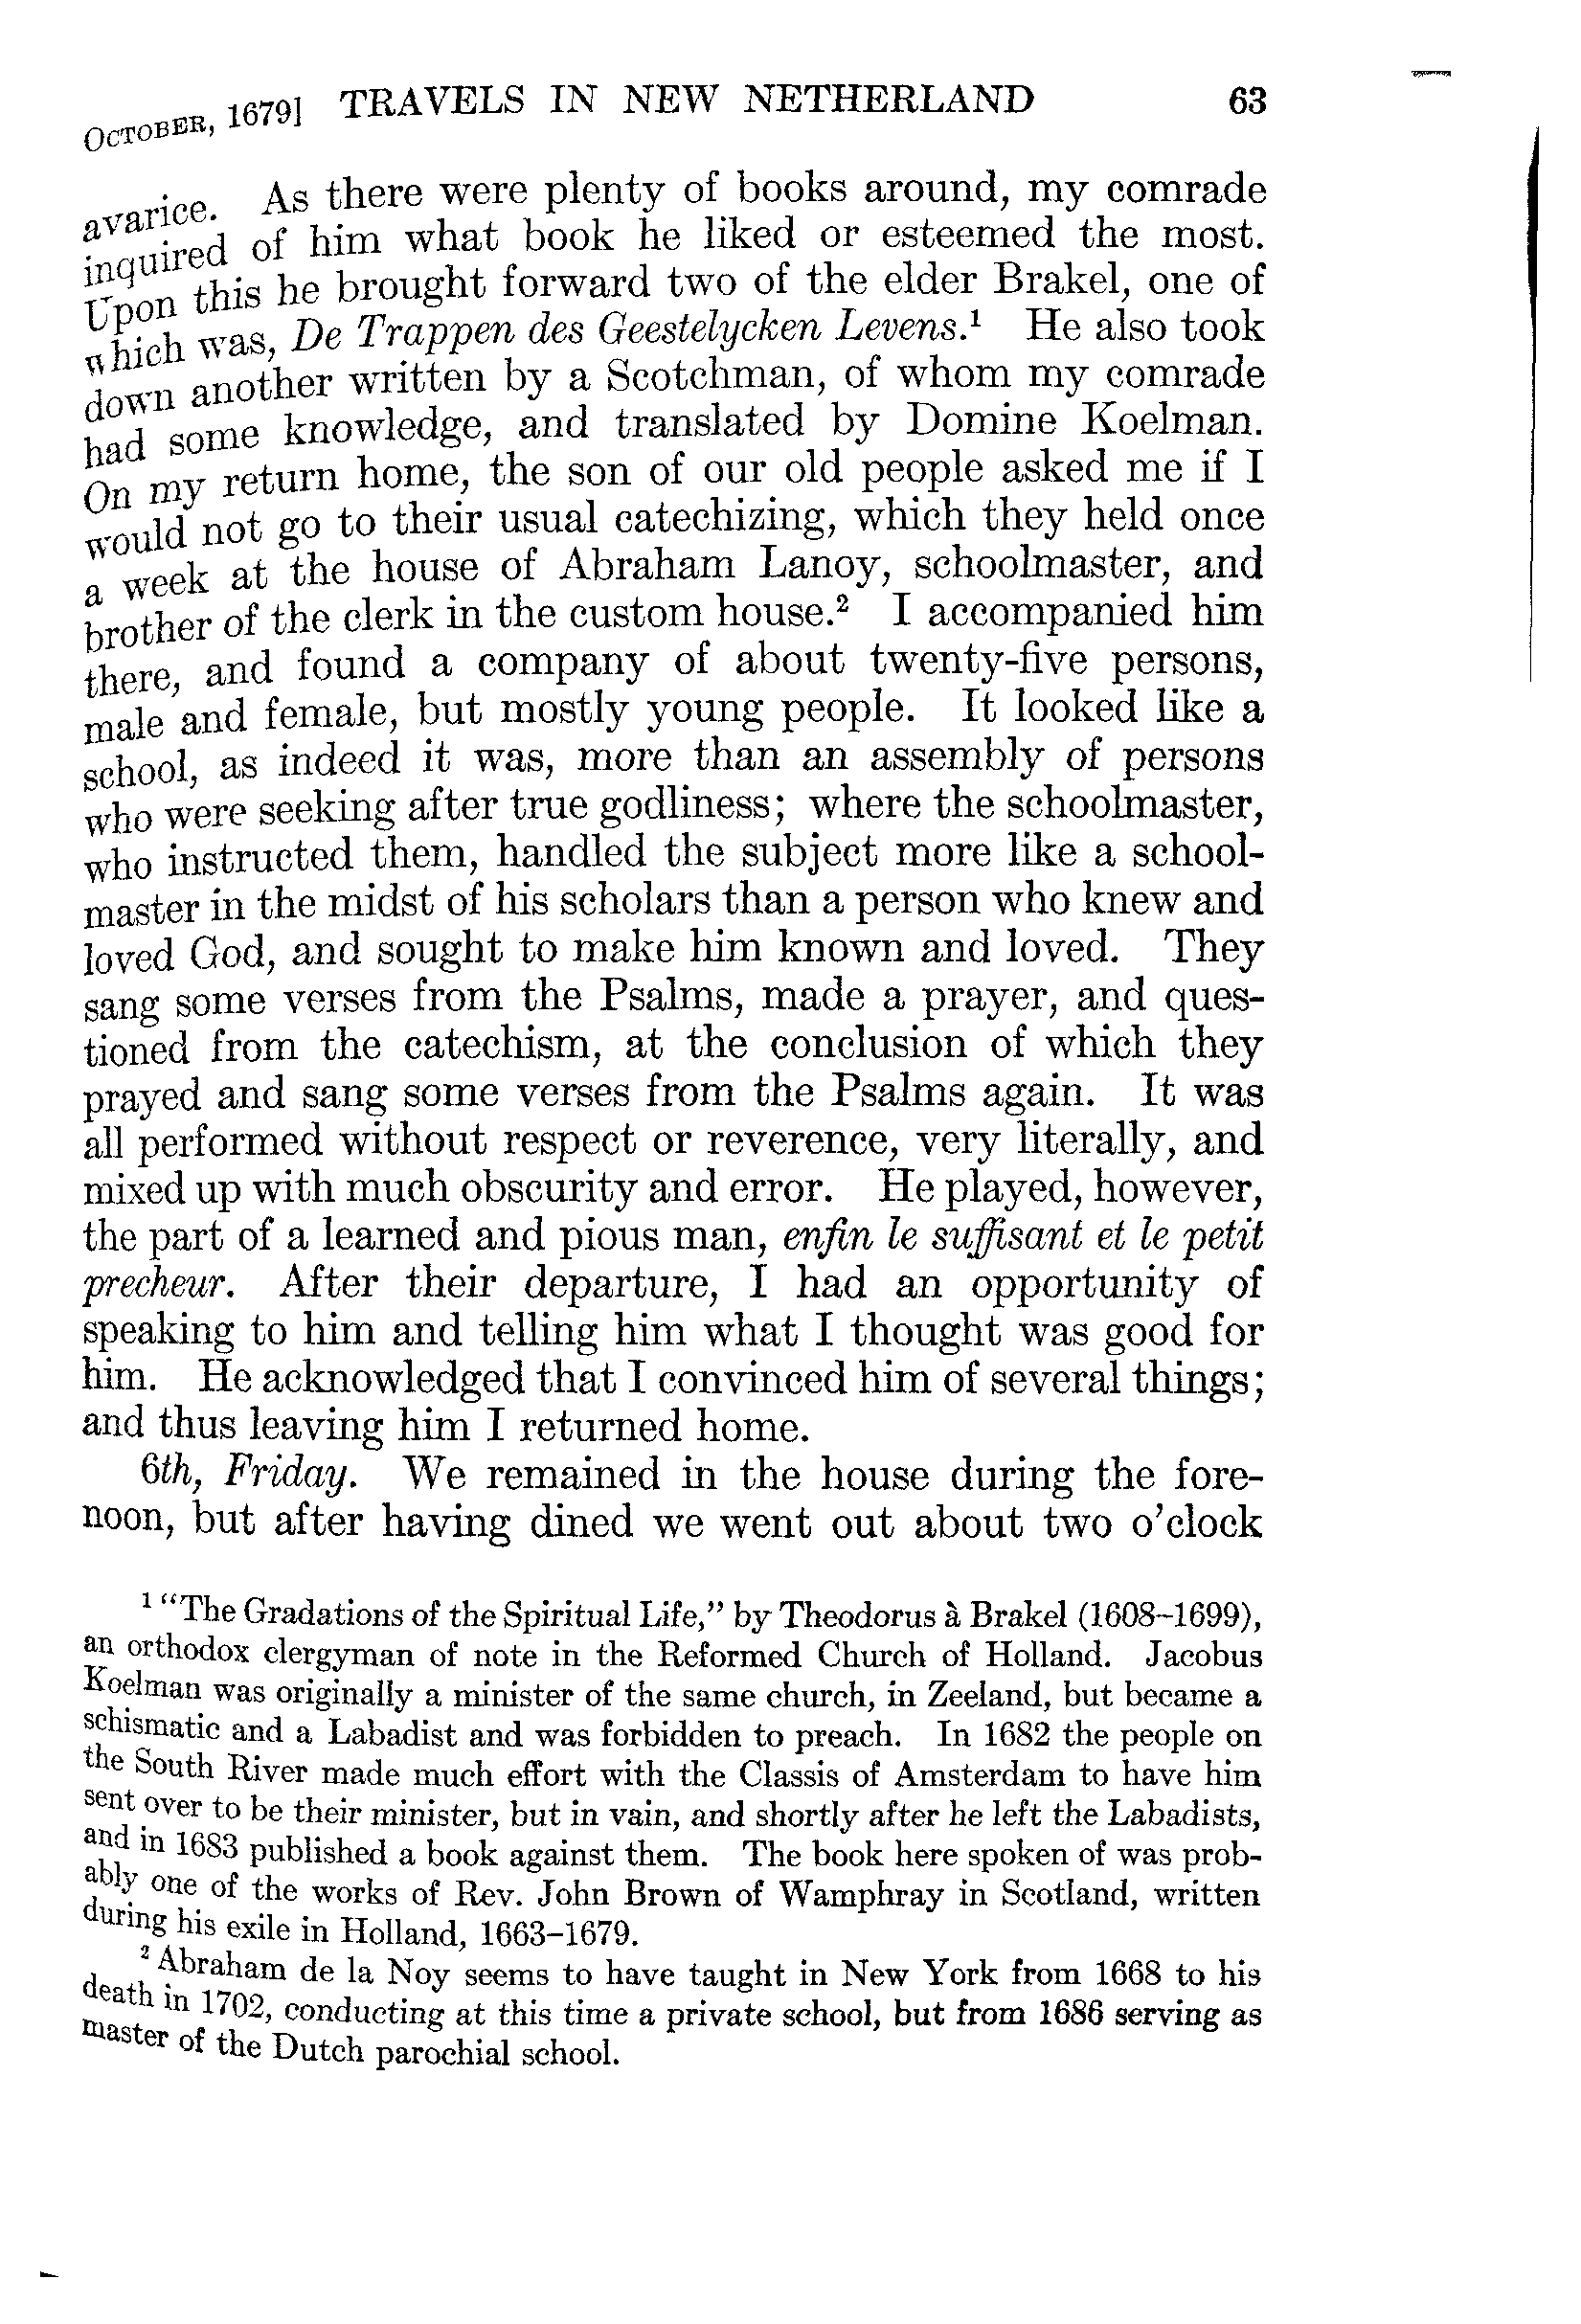 OCTOBER, 1679] TRAVELS IN NEW NETHERLAND 63
avarice. As there were plenty of books around, my comrade
inquired of him what book he liked or esteemed the most.
Upon this he brought forward two of the elder Brakel, one of
which was, De Trappen des Geestelycken Levens.¹ He also took
down another written by a Scotchman, of whom my comrade
had some knowledge, and translated by Domine Koelman.
On my return home, the son of our old people asked me if I
would not go to their usual catechizing, which they held once
a week at the house of Abraham Lanoy, schoolmaster, and
brother of the clerk in the custom house.² I accompanied him
there, and found a company of about twenty-five persons,
male and female, but mostly young people. It looked like a
school, as indeed it was, more than an assembly of persons
who were seeking after true godliness; where the schoolmaster,
who instructed them, handled the subject more like a school-
master in the midst of his scholars than a person who knew and
loved God, and sought to make him known and loved. They
sang some verses from the Psalms, made a prayer, and ques-
tioned from the catechism, at the conclusion of which they
prayed and sang some verses from the Psalms again. It was
all performed without respect or reverence, very literally, and
mixed up with much obscurity and error. He played, however,
the part of a learned and pious man, enfin le suffisant et le petit
precheur. After their departure, I had an opportunity of
speaking to him and telling him what I thought was good for
him. He acknowledged that I convinced him of several things;
and thus leaving him I returned home.
6th, Friday. We remained in the house during the fore-
noon, but after having dined we went out about two o'clock
¹ "The Gradations of the Spiritual Life," by Theodorus à Brakel (1608–1699),
an orthodox clergyman of note in the Reformed Church of Holland. Jacobus
Koelman was originally a minister of the same church, in Zeeland, but became a
schismatic and a Labadist and was forbidden to preach. In 1682 the people on
the South River made much effort with the Classis of Amsterdam to have him
sent over to be their minister, but in vain, and shortly after he left the Labadists,
and in 1683 published a book against them. The book here spoken of was prob-
ably one of the works of Rev. John Brown of Wamphray in Scotland, written
during his exile in Holland, 1663–1679.
² Abraham de la Noy seems to have taught in New York from 1668 to his
death in 1702, conducting at this time a private school, but from 1686 serving as
master of the Dutch parochial school.